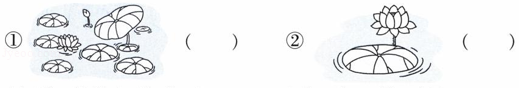 ① （　　） ② （　　）